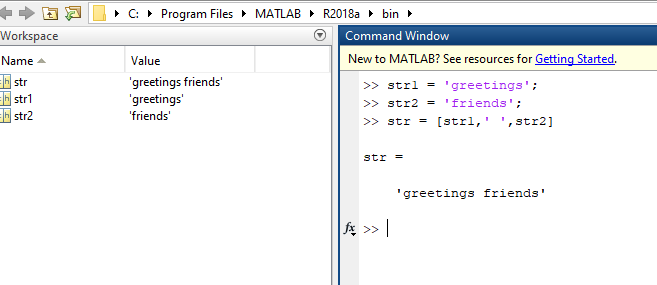 C: ▸ Program Files ▸ MATLAB ▸ R2018a ▸ bin ▸
Workspace
Name Value
str 'greetings friends'
str1 'greetings'
str2 'friends'
Command Window
New to MATLAB? See resources for Getting Started.
>> str1 = 'greetings';
>> str2 = 'friends';
>> str = [str1,' ',str2]
str =
'greetings friends'
fx >>